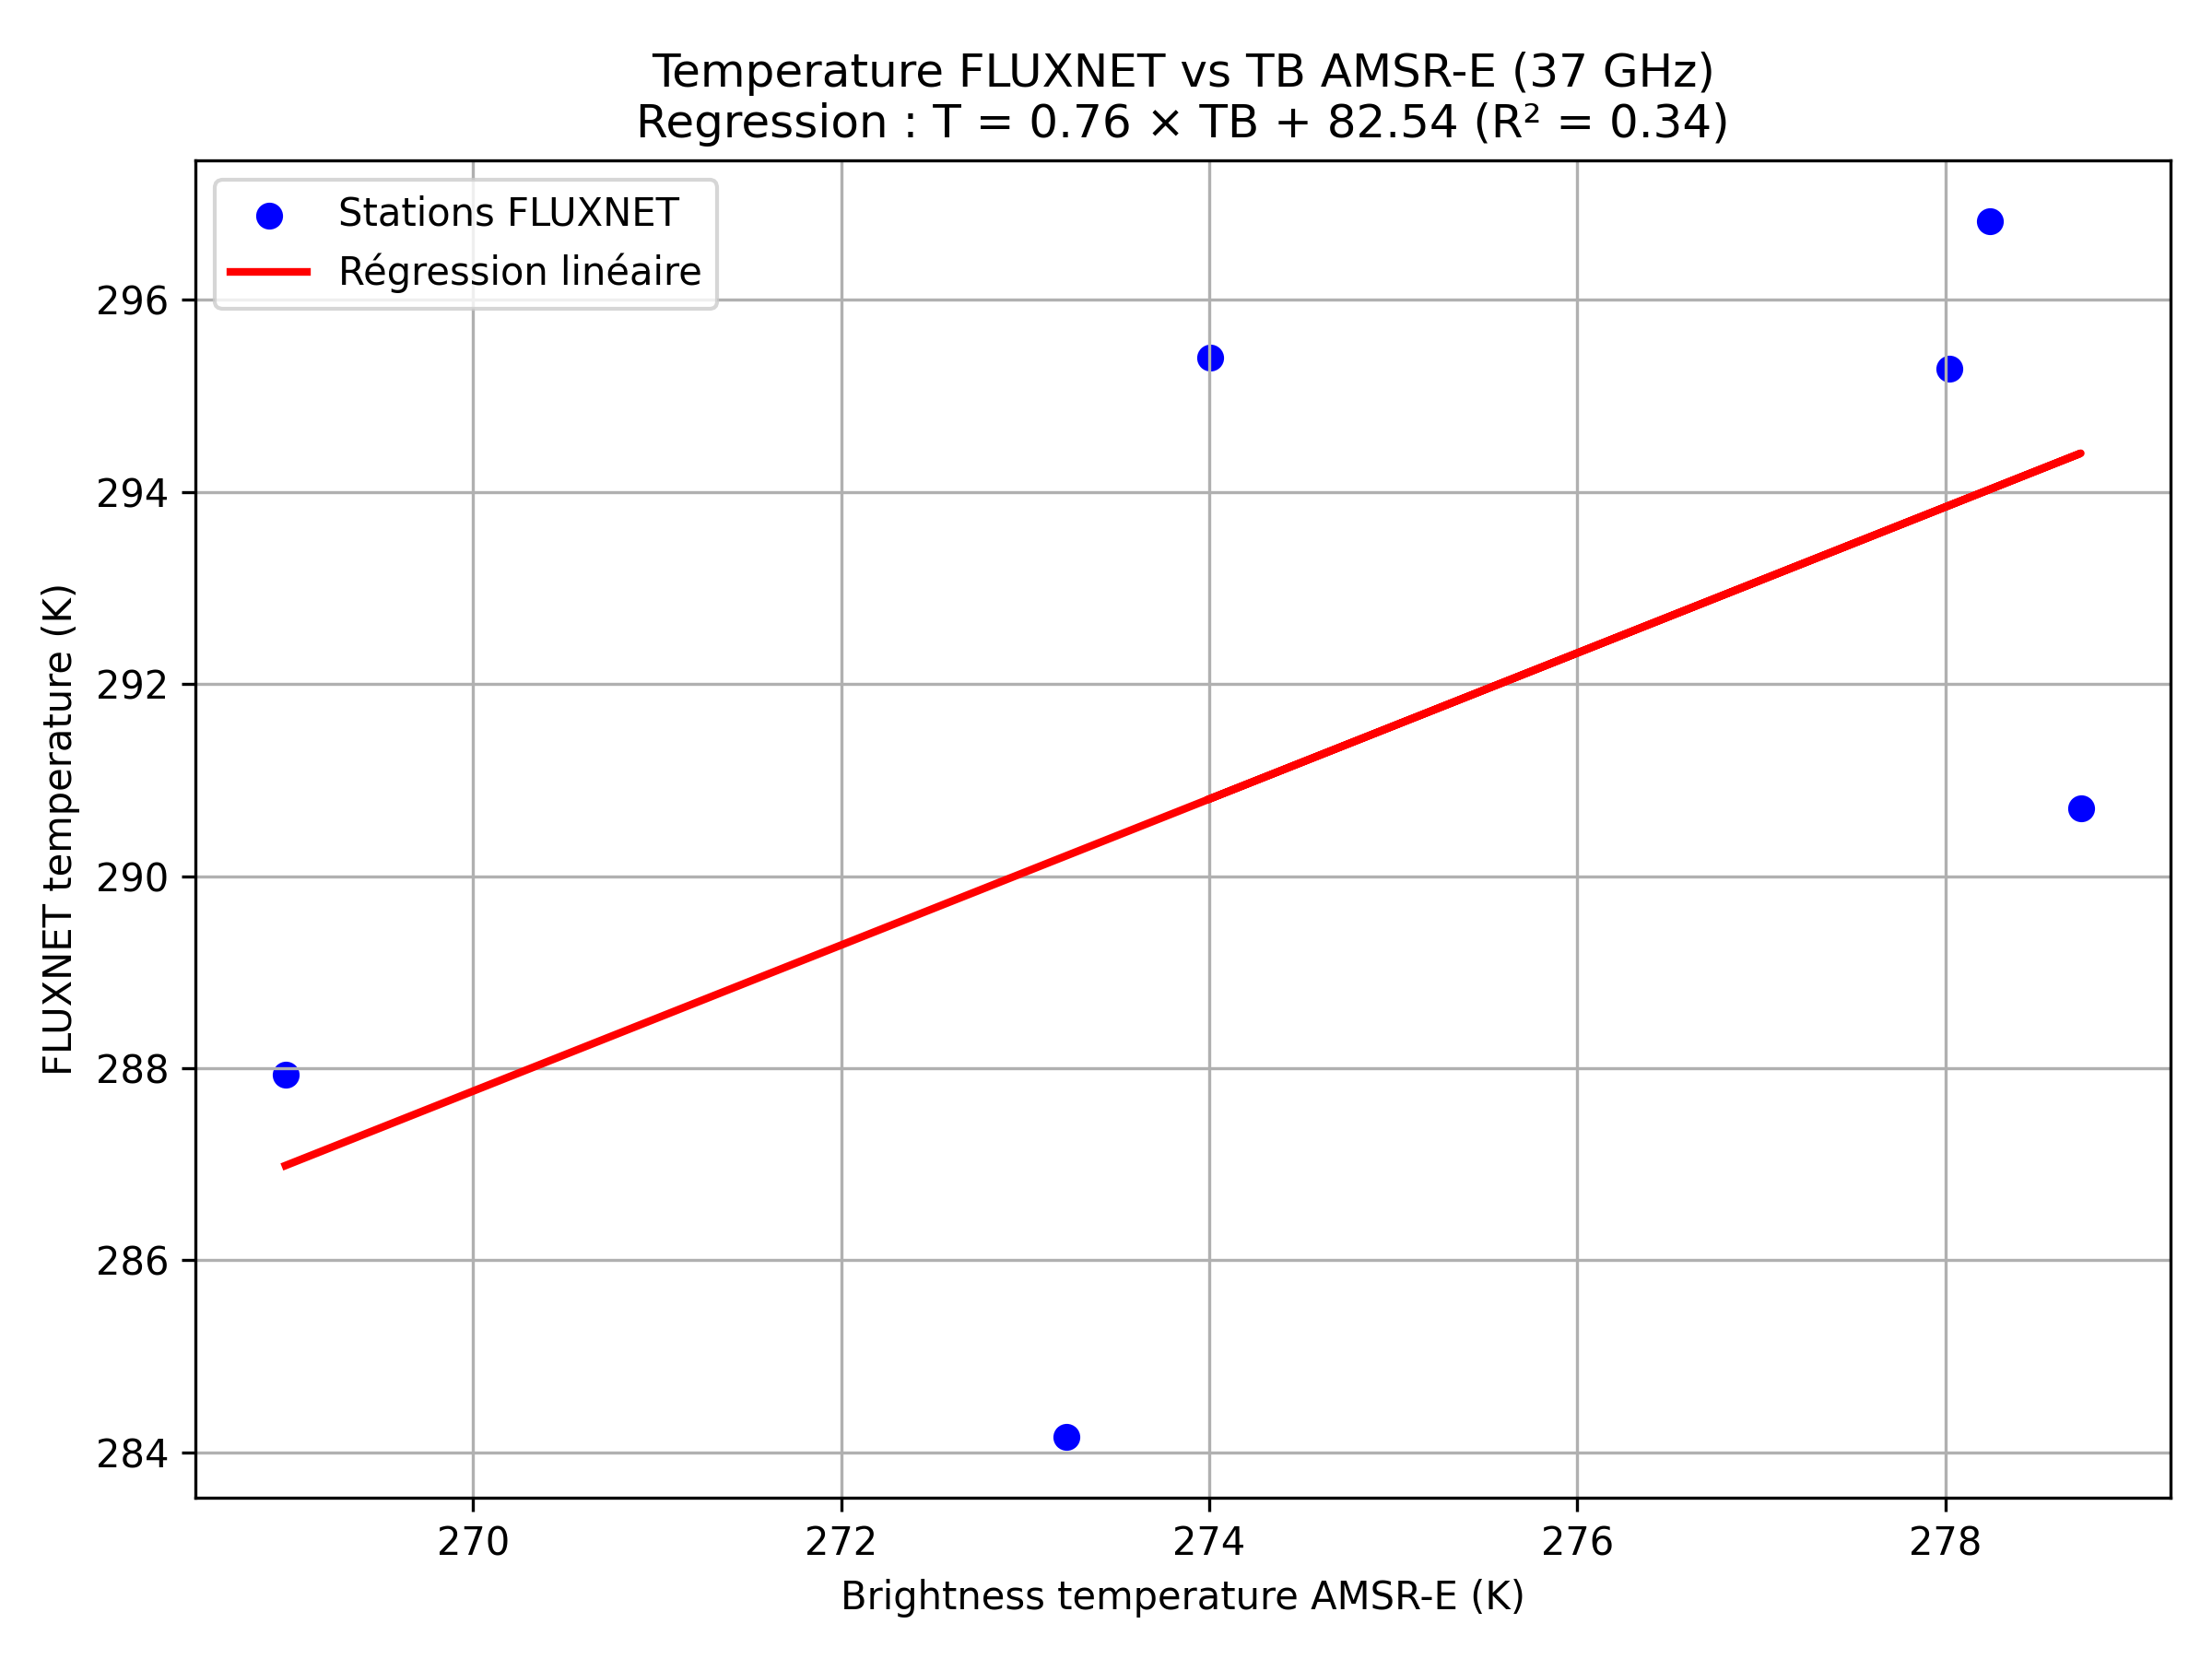 Temperature FLUXNET vs TB AMSR-E (37 GHz)
Regression : T = 0.76 × TB + 82.54 (R² = 0.34)
Stations FLUXNET
Régression linéaire
296
294
292
290
288
286
284
FLUXNET temperature (K)
270 272 274 276 278
Brightness temperature AMSR-E (K)